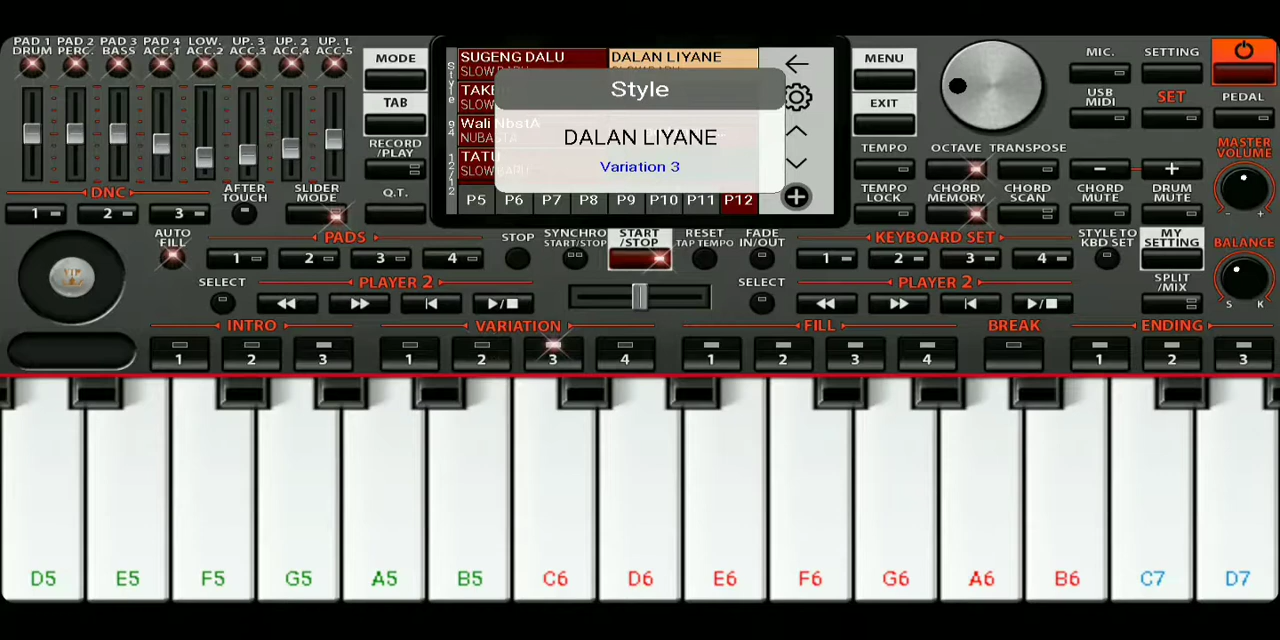 PAD 1 PAD 2 PAD 3 PAD 4 LOW. UP. 3 UP. 2 UP. 1
DRUM PERC. BASS ACC,1 ACC,2 ACC,3 ACC,4 ACC,5
MODE
TAB
RECORD
/PLAY
Q.T.
DNC
1 2 3
AFTER
TOUCH
SLIDER
MODE
Style
SUGENG DALU
DALAN LIYANE
Style
DALAN LIYANE
Variation 3
Wali NbstA
NUBASTA
TATU
P5 P6 P7 P8 P9 P10 P11 P12
MENU
EXIT
TEMPO
TEMPO
LOCK
OCTAVE TRANSPOSE
CHORD
MEMORY
CHORD
SCAN
MIC.
USB
MIDI
SETTING
SET
PEDAL
- +
CHORD
MUTE
DRUM
MUTE
MASTER
VOLUME
- +
AUTO
FILL
PADS
1 2 3 4
STOP
SYNCHRO
START/STOP
START
/STOP
RESET
TAP TEMPO
FADE
IN/OUT
KEYBOARD SET
1 2 3 4
STYLE TO
KBD SET
MY
SETTING
BALANCE
S K
SELECT
PLAYER 2
SELECT
PLAYER 2
SPLIT
/MIX
INTRO
1 2 3
VARIATION
1 2 3 4
FILL
1 2 3 4
BREAK
ENDING
1 2 3
D5 E5 F5 G5 A5 B5 C6 D6 E6 F6 G6 A6 B6 C7 D7